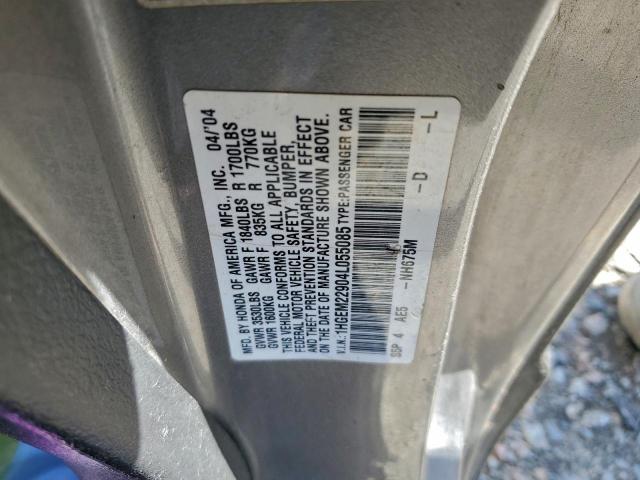 MFD. BY HONDA OF AMERICA MFG., INC. 04/'04
GVWR 3530LBS GAWR F 1840LBS R 1700LBS
GVWR 1600KG GAWR F 835KG R 770KG
THIS VEHICLE CONFORMS TO ALL APPLICABLE
FEDERAL MOTOR VEHICLE SAFETY, BUMPER,
AND THEFT PREVENTION STANDARDS IN EFFECT
ON THE DATE OF MANUFACTURE SHOWN ABOVE.
V.I.N.: 1HGEM22904L055085 TYPE:PASSENGER CAR
S5P 4 AE5 -NH675M -D -L